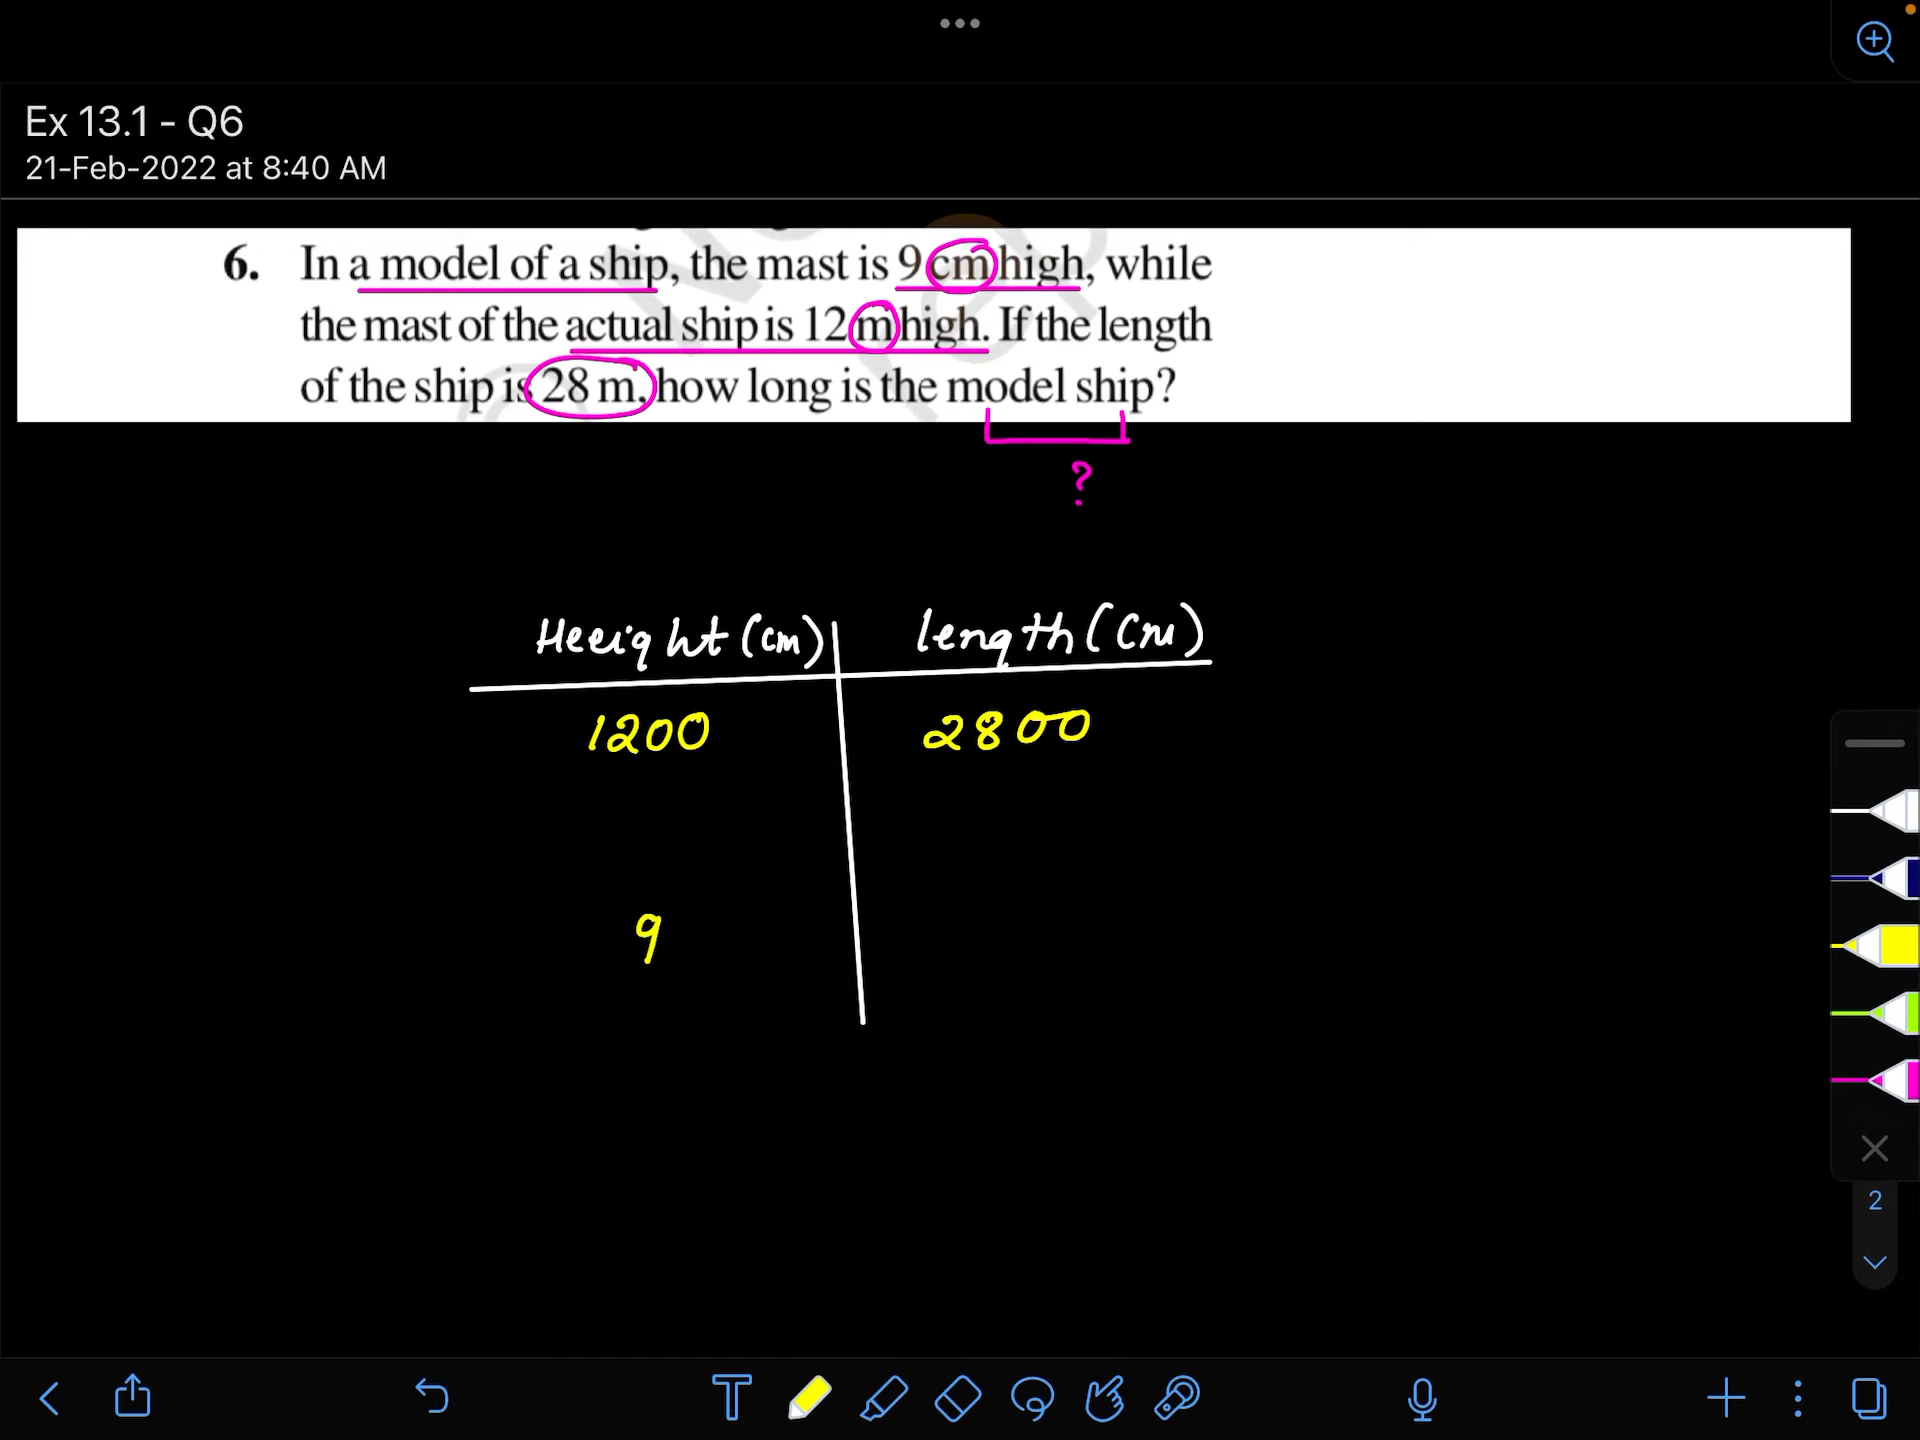 Ex 13.1 - Q6
21-Feb-2022 at 8:40 AM
6. In a model of a ship, the mast is 9 cm high, while
the mast of the actual ship is 12 m high. If the length
of the ship is 28 m, how long is the model ship?
?
Heeight (cm) length (cm)
1200 2800
9
2
T